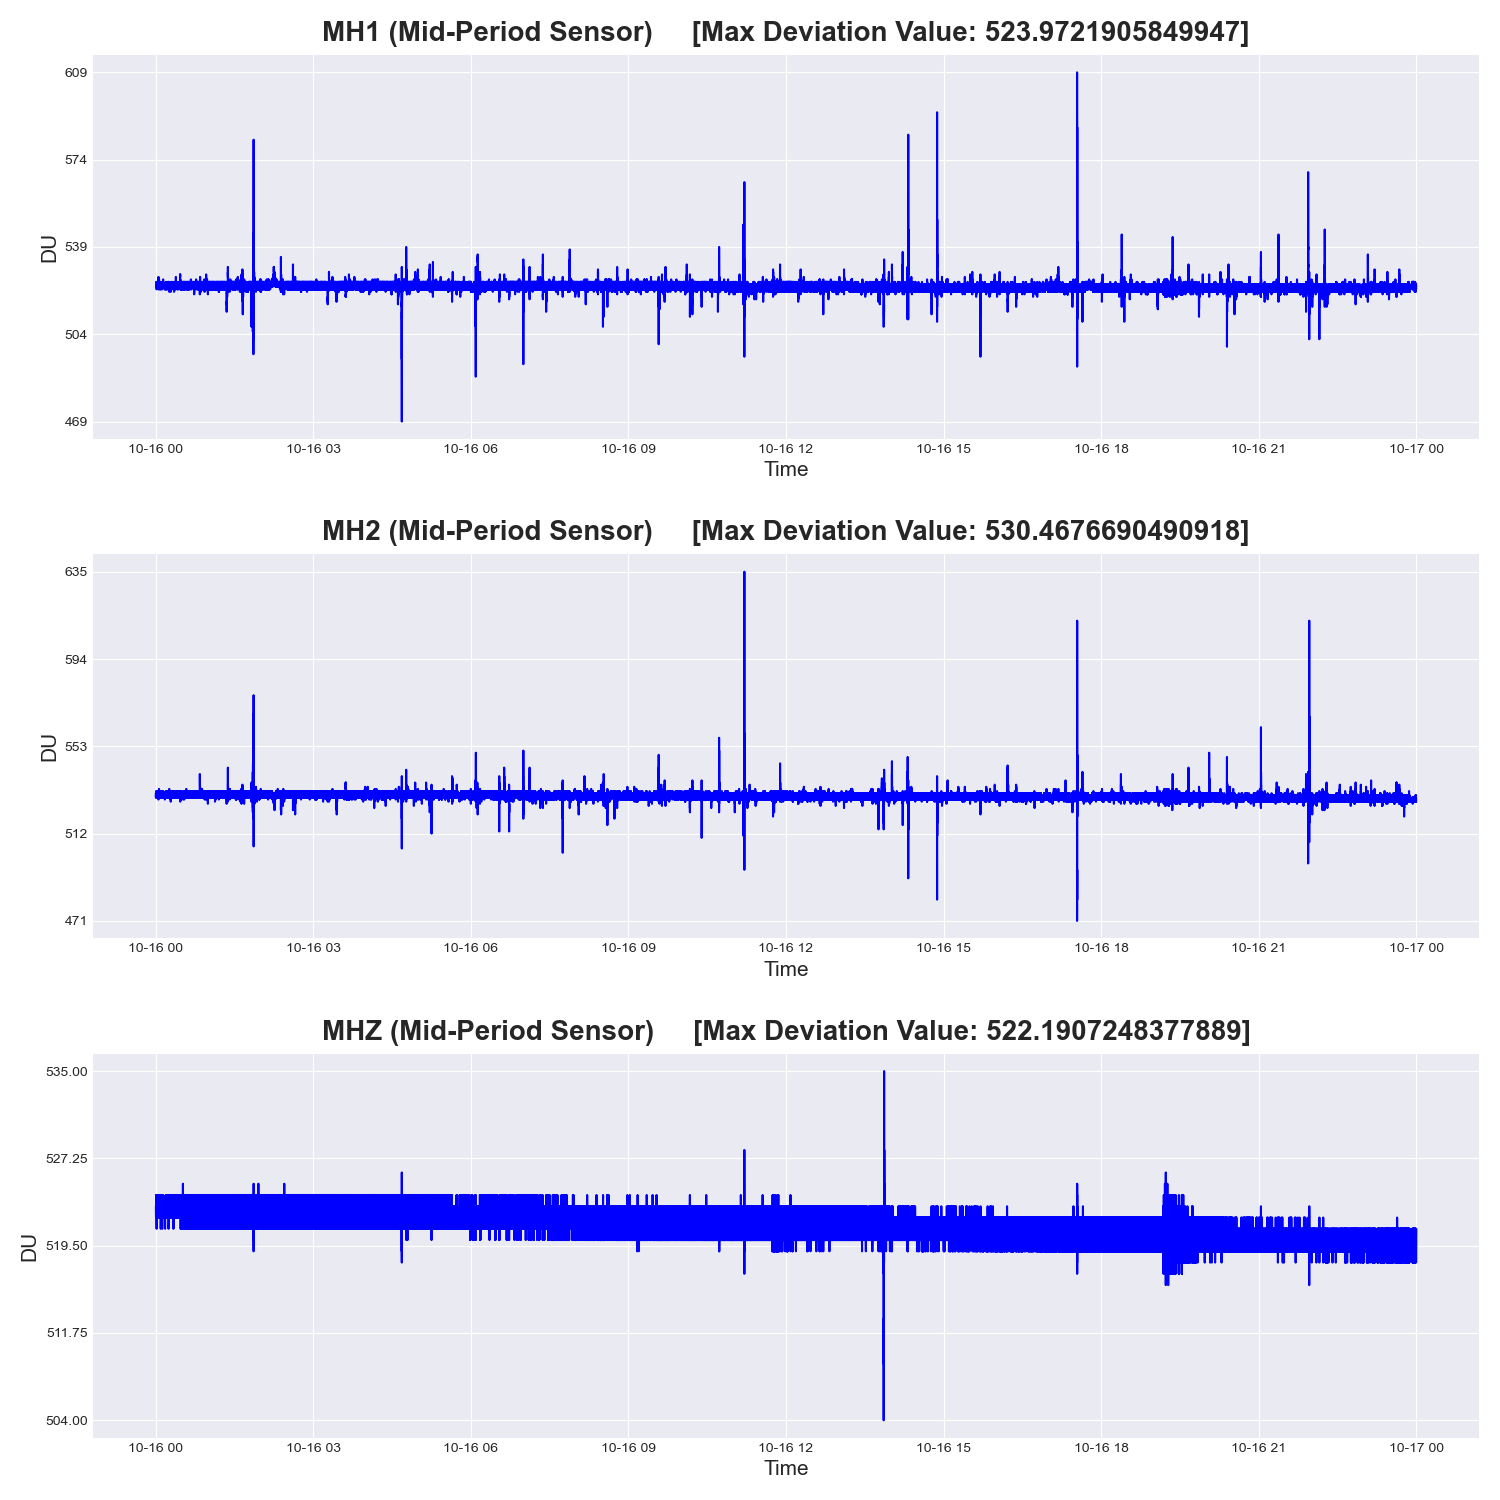 MH1 (Mid-Period Sensor) [Max Deviation Value: 523.9721905849947]
609
574
539
504
469
DU
10-16 00 10-16 03 10-16 06 10-16 09 10-16 12 10-16 15 10-16 18 10-16 21 10-17 00
Time
MH2 (Mid-Period Sensor) [Max Deviation Value: 530.4676690490918]
635
594
553
512
471
DU
10-16 00 10-16 03 10-16 06 10-16 09 10-16 12 10-16 15 10-16 18 10-16 21 10-17 00
Time
MHZ (Mid-Period Sensor) [Max Deviation Value: 522.1907248377889]
535.00
527.25
519.50
511.75
504.00
DU
10-16 00 10-16 03 10-16 06 10-16 09 10-16 12 10-16 15 10-16 18 10-16 21 10-17 00
Time